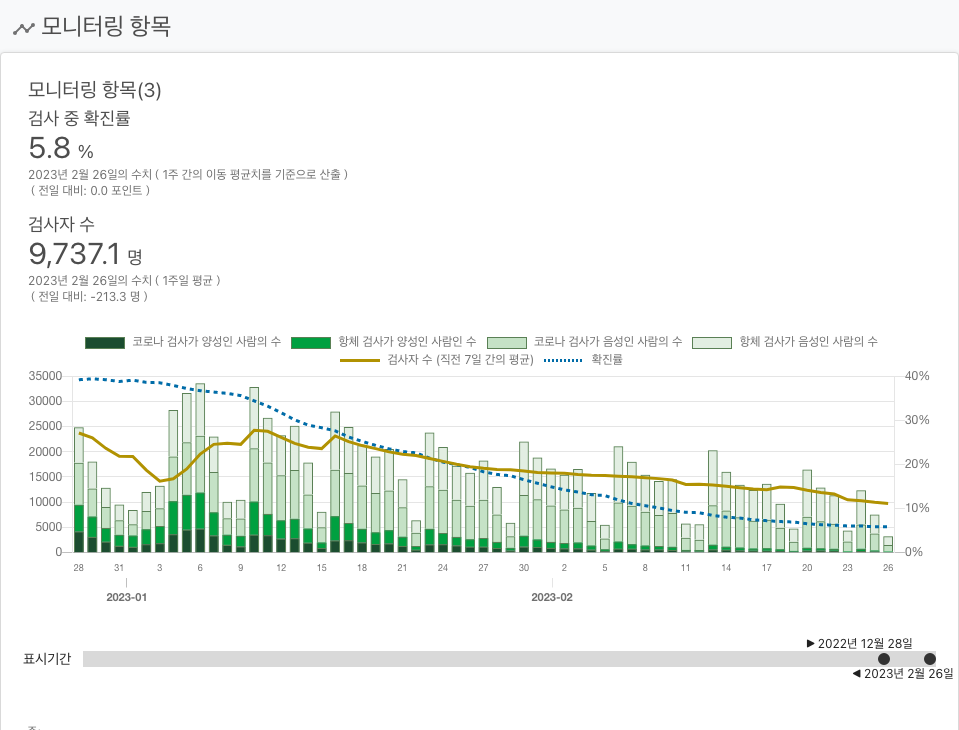 모니터링 항목
모니터링 항목(3)
검사 중 확진률
5.8 %
2023년 2월 26일의 수치 ( 1주 간의 이동 평균치를 기준으로 산출 )
( 전일 대비: 0.0 포인트 )
검사자 수
9,737.1 명
2023년 2월 26일의 수치 ( 1주일 평균 )
( 전일 대비: -213.3 명 )
코로나 검사가 양성인 사람의 수 항체 검사가 양성인 사람인 수 코로나 검사가 음성인 사람의 수 항체 검사가 음성인 사람의 수
검사자 수 (직전 7일 간의 평균) 확진률
35000 40%
30000
25000 30%
20000 20%
15000
10000 10%
5000
0 0%
28 31 3 6 9 12 15 18 21 24 27 30 2 5 8 11 14 17 20 23 26
2023-01 2023-02
▶ 2022년 12월 28일
표시기간
◀ 2023년 2월 26일